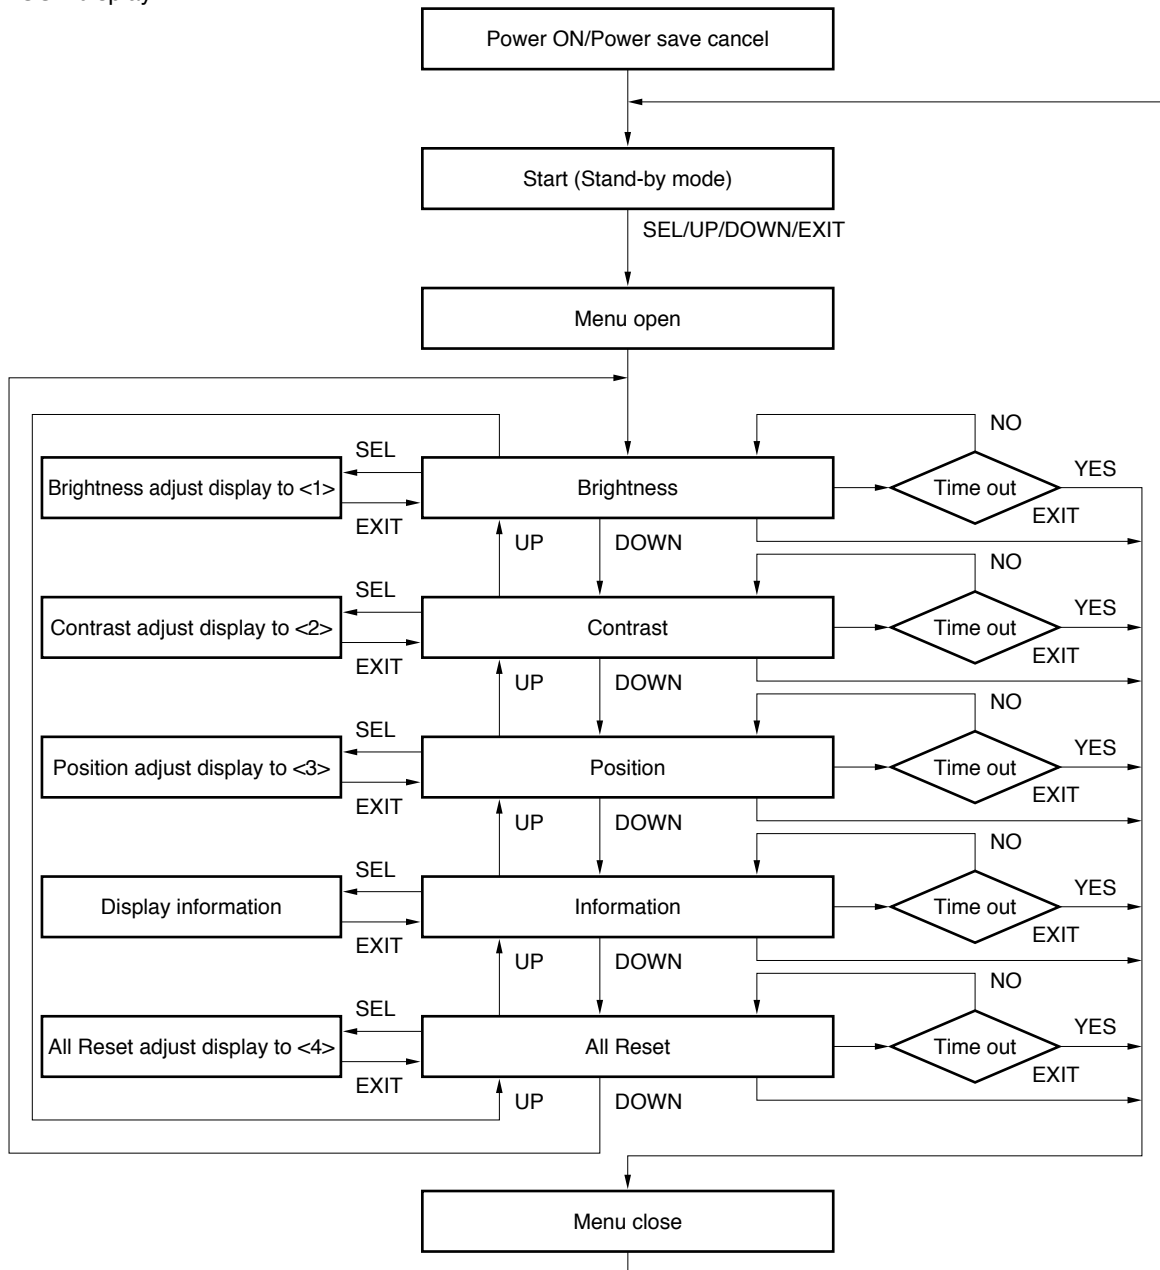 display
Power ON/Power save cancel
Start (Stand-by mode)
SEL/UP/DOWN/EXIT
Menu open
NO
SEL
YES
Brightness adjust display to <1>
Brightness
Time out
EXIT
EXIT
UP
DOWN
NO
SEL
YES
Contrast adjust display to <2>
Contrast
Time out
EXIT
EXIT
UP
DOWN
NO
SEL
YES
Position adjust display to <3>
Position
Time out
EXIT
EXIT
UP
DOWN
NO
SEL
YES
Display information
Information
Time out
EXIT
EXIT
UP
DOWN
NO
SEL
YES
All Reset adjust display to <4>
All Reset
Time out
EXIT
EXIT
UP
DOWN
Menu close